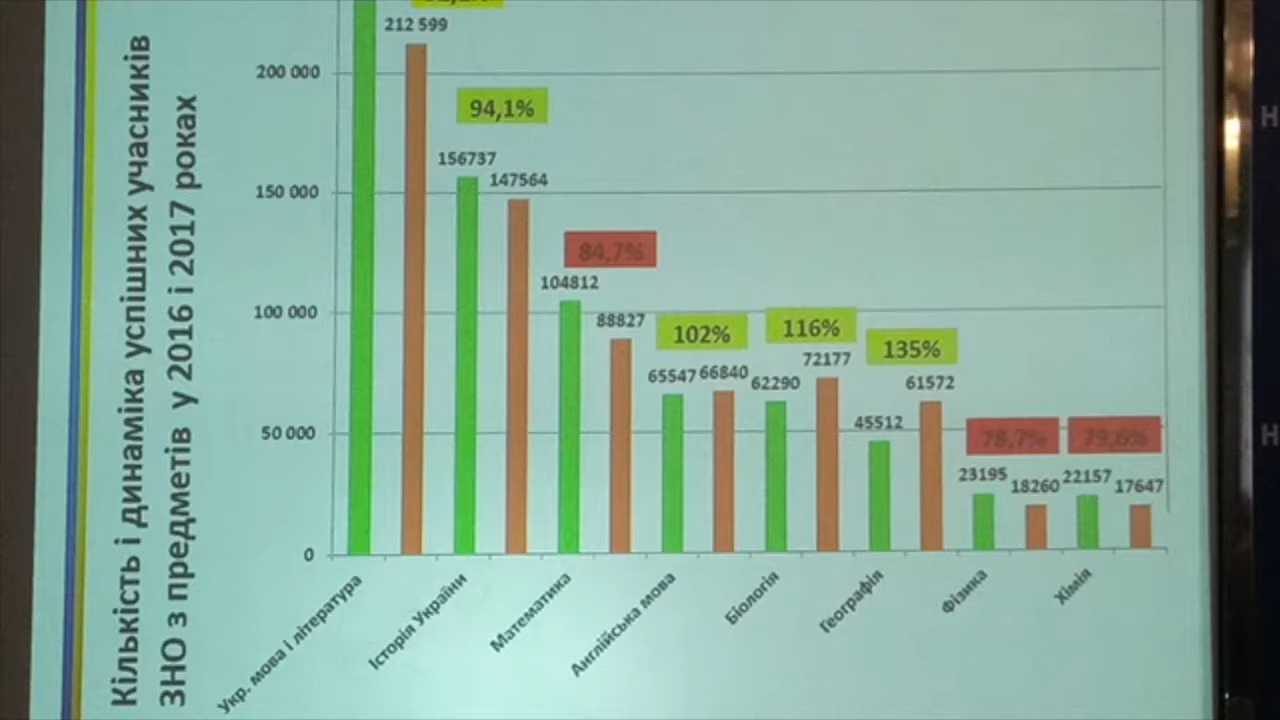 Кількість і динаміка успішних учасників
ЗНО з предметів у 2016 і 2017 роках
212 599
200 000
94,1%
156737
147564
150 000
84,7%
104812
88827
100 000
102%
116%
135%
65547
66840
62290
72177
45512
61572
50 000
78,7%
79,6%
23195
18260
22157
17647
0
Укр. мова і література
Історія України
Математика
Англійська мова
Біологія
Географія
Фізика
Хімія
Н
Н